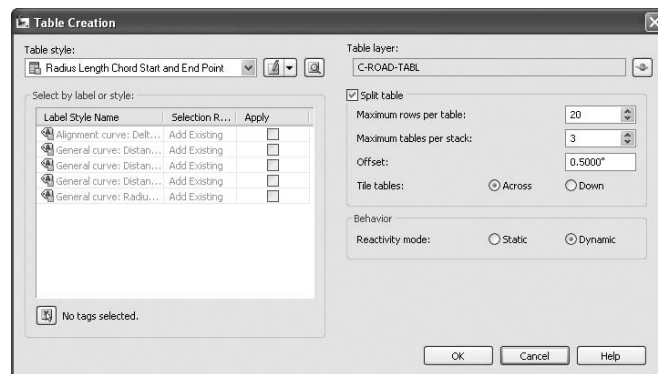 Table Creation
Table style:
Radius Length Chord Start and End Point
Select by label or style:
Label Style Name Selection R... Apply
Alignment curve: Delt... Add Existing
General curve: Distan... Add Existing
General curve: Distan... Add Existing
General curve: Distan... Add Existing
General curve: Radiu... Add Existing
No tags selected.
Table layer:
C-ROAD-TABL
Split table
Maximum rows per table: 20
Maximum tables per stack: 3
Offset: 0.5000"
Tile tables: Across Down
Behavior
Reactivity mode: Static Dynamic
OK Cancel Help